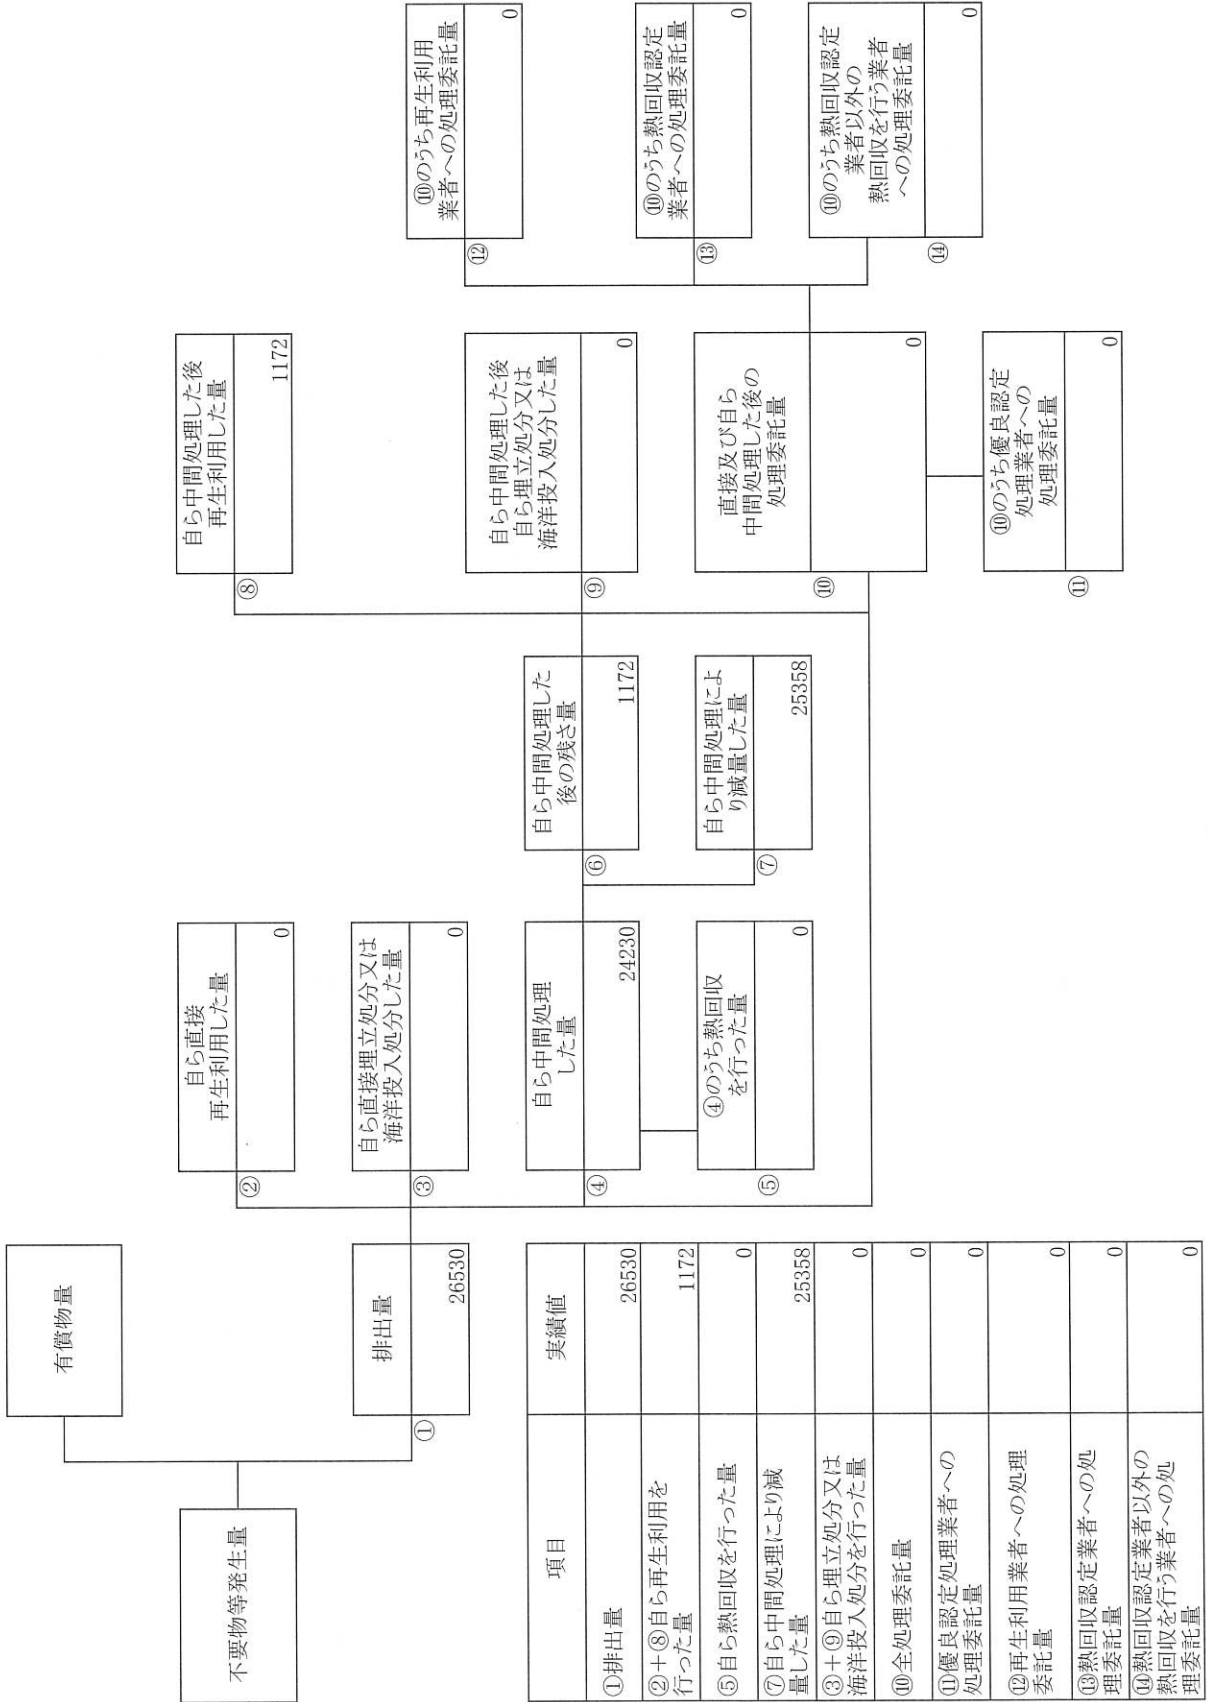 不要物等発生量
有償物量
排出量
①
26530
自ら直接
再生利用した量
②
0
自ら直接埋立処分又は
海洋投入処分した量
③
0
自ら中間処理
した量
④
24230
④のうち熱回収
を行った量
⑤
0
自ら中間処理した
後の残さ量
⑥
1172
自ら中間処理によ
り減量した量
⑦
25358
自ら中間処理した後
再生利用した量
⑧
1172
自ら中間処理した後
自ら埋立処分又は
海洋投入処分した量
⑨
0
直接及び自ら
中間処理した後の
処理委託量
⑩
0
⑩のうち優良認定
処理業者への
処理委託量
⑪
0
⑩のうち再生利用
業者への処理委託量
⑫
0
⑩のうち熱回収認定
業者への処理委託量
⑬
0
⑩のうち熱回収認定
業者以外の
熱回収を行う業者
への処理委託量
⑭
0
項目 実績値
①排出量 26530
②+⑧自ら再生利用を
行った量 1172
⑤自ら熱回収を行った量 0
⑦自ら中間処理により減
量した量 25358
③+⑨自ら埋立処分又は
海洋投入処分を行った量 0
⑩全処理委託量 0
⑪優良認定処理業者への
処理委託量 0
⑫再生利用業者への処理
委託量 0
⑬熱回収認定業者への処
理委託量 0
⑭熱回収認定業者以外の
熱回収を行う業者への処
理委託量 0